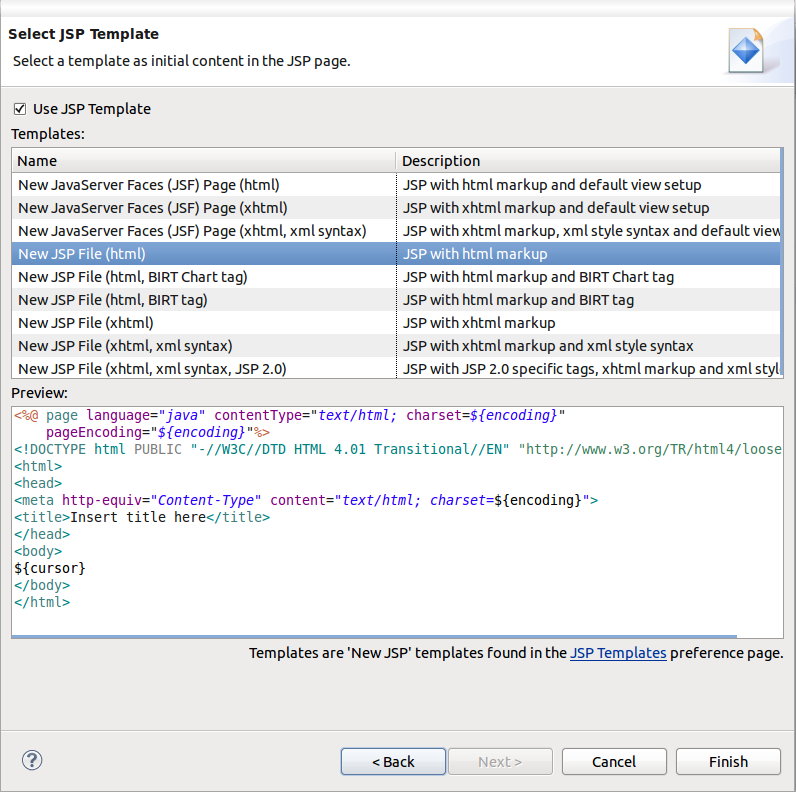 Select JSP Template
Select a template as initial content in the JSP page.
Use JSP Template
Templates:
Name Description
New JavaServer Faces (JSF) Page (html) JSP with html markup and default view setup
New JavaServer Faces (JSF) Page (xhtml) JSP with xhtml markup and default view setup
New JavaServer Faces (JSF) Page (xhtml, xml syntax) JSP with xhtml markup, xml style syntax and default view
New JSP File (html) JSP with html markup
New JSP File (html, BIRT Chart tag) JSP with html markup and BIRT Chart tag
New JSP File (html, BIRT tag) JSP with html markup and BIRT tag
New JSP File (xhtml) JSP with xhtml markup
New JSP File (xhtml, xml syntax) JSP with xhtml markup and xml style syntax
New JSP File (xhtml, xml syntax, JSP 2.0) JSP with JSP 2.0 specific tags, xhtml markup and xml styl
Preview:
<%@ page language="java" contentType="text/html; charset=${encoding}"
pageEncoding="${encoding}"%>
<!DOCTYPE html PUBLIC "-//W3C//DTD HTML 4.01 Transitional//EN" "http://www.w3.org/TR/html4/loose
<html>
<head>
<meta http-equiv="Content-Type" content="text/html; charset=${encoding}">
<title>Insert title here</title>
</head>
<body>
${cursor}
</body>
</html>
Templates are 'New JSP' templates found in the JSP Templates preference page.
? < Back Next > Cancel Finish